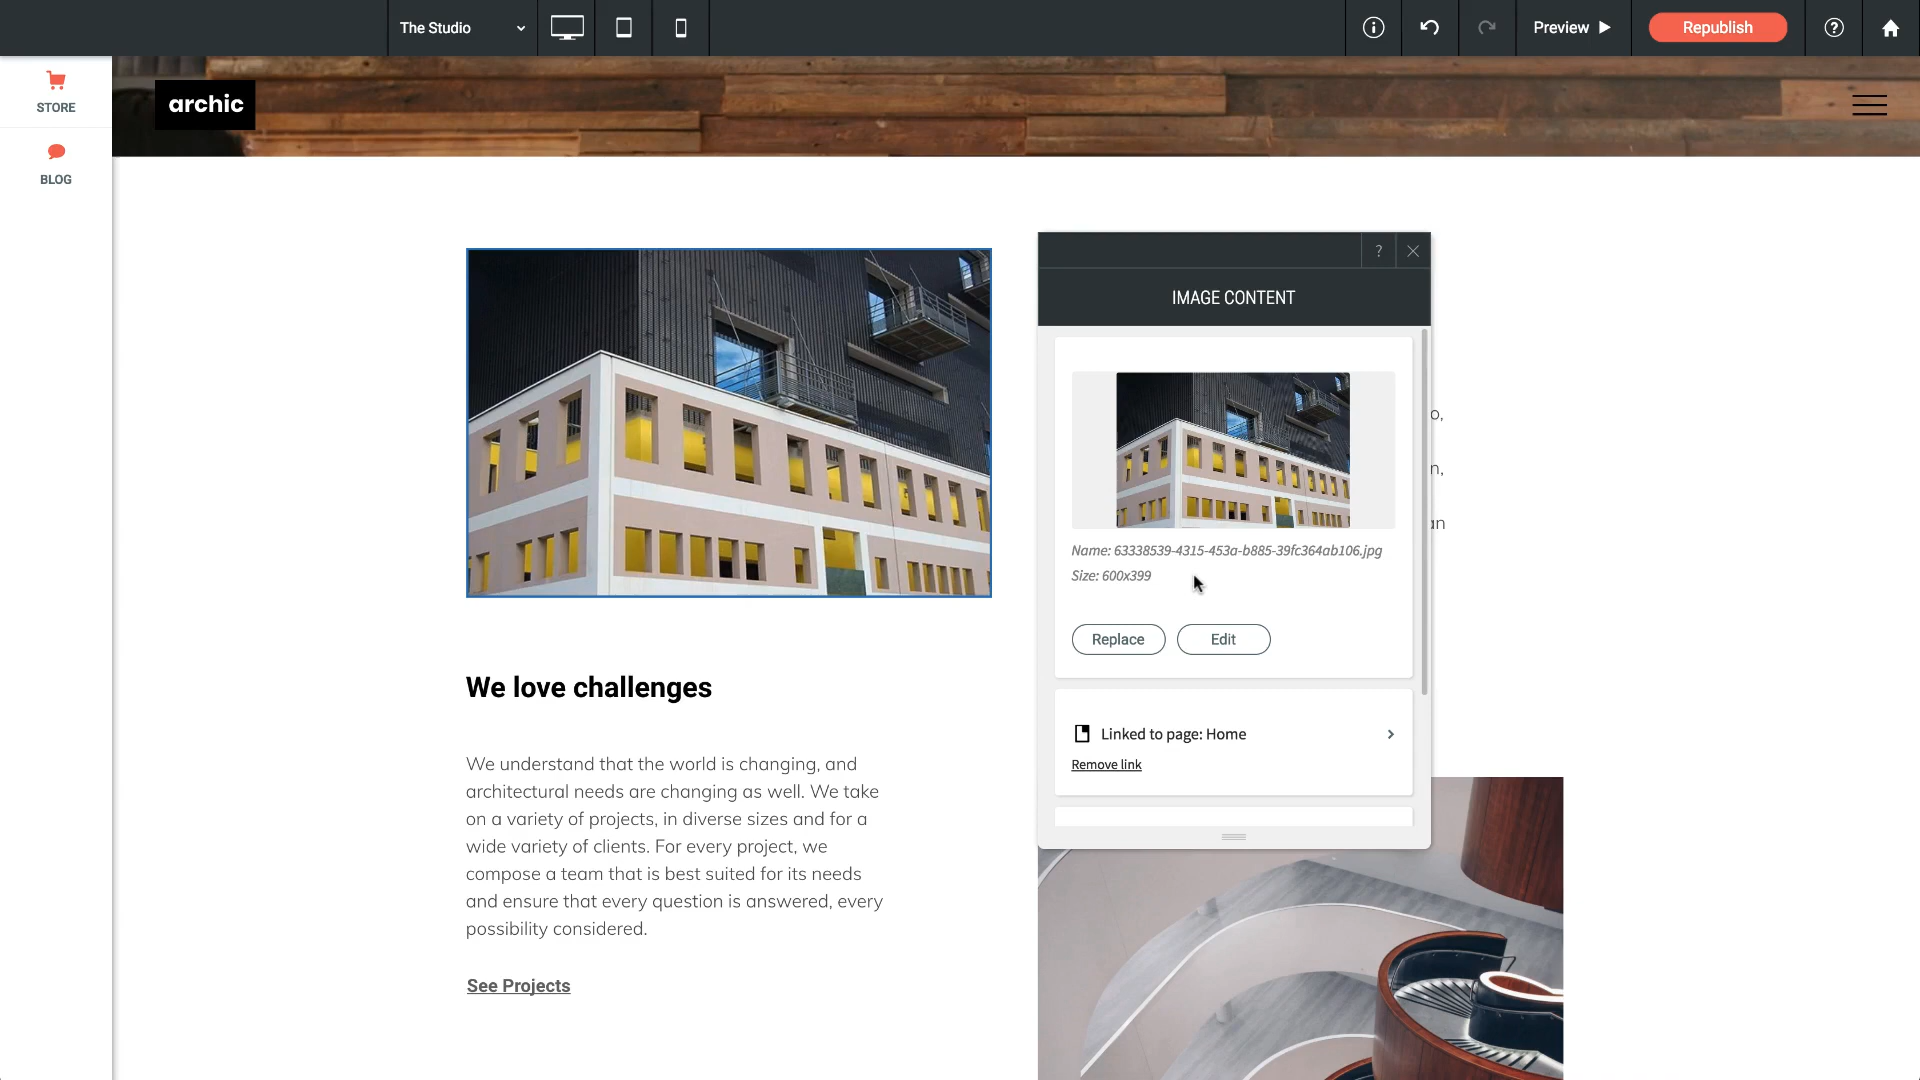 The Studio
Preview
Republish
STORE
BLOG
archic
?
IMAGE CONTENT
o,
n,
an
Name: 63338539-4315-453a-b885-39fc364ab106.jpg
Size: 600x399
Replace
Edit
Linked to page: Home
Remove link
We love challenges
We understand that the world is changing, and
architectural needs are changing as well. We take
on a variety of projects, in diverse sizes and for a
wide variety of clients. For every project, we
compose a team that is best suited for its needs
and ensure that every question is answered, every
possibility considered.
See Projects